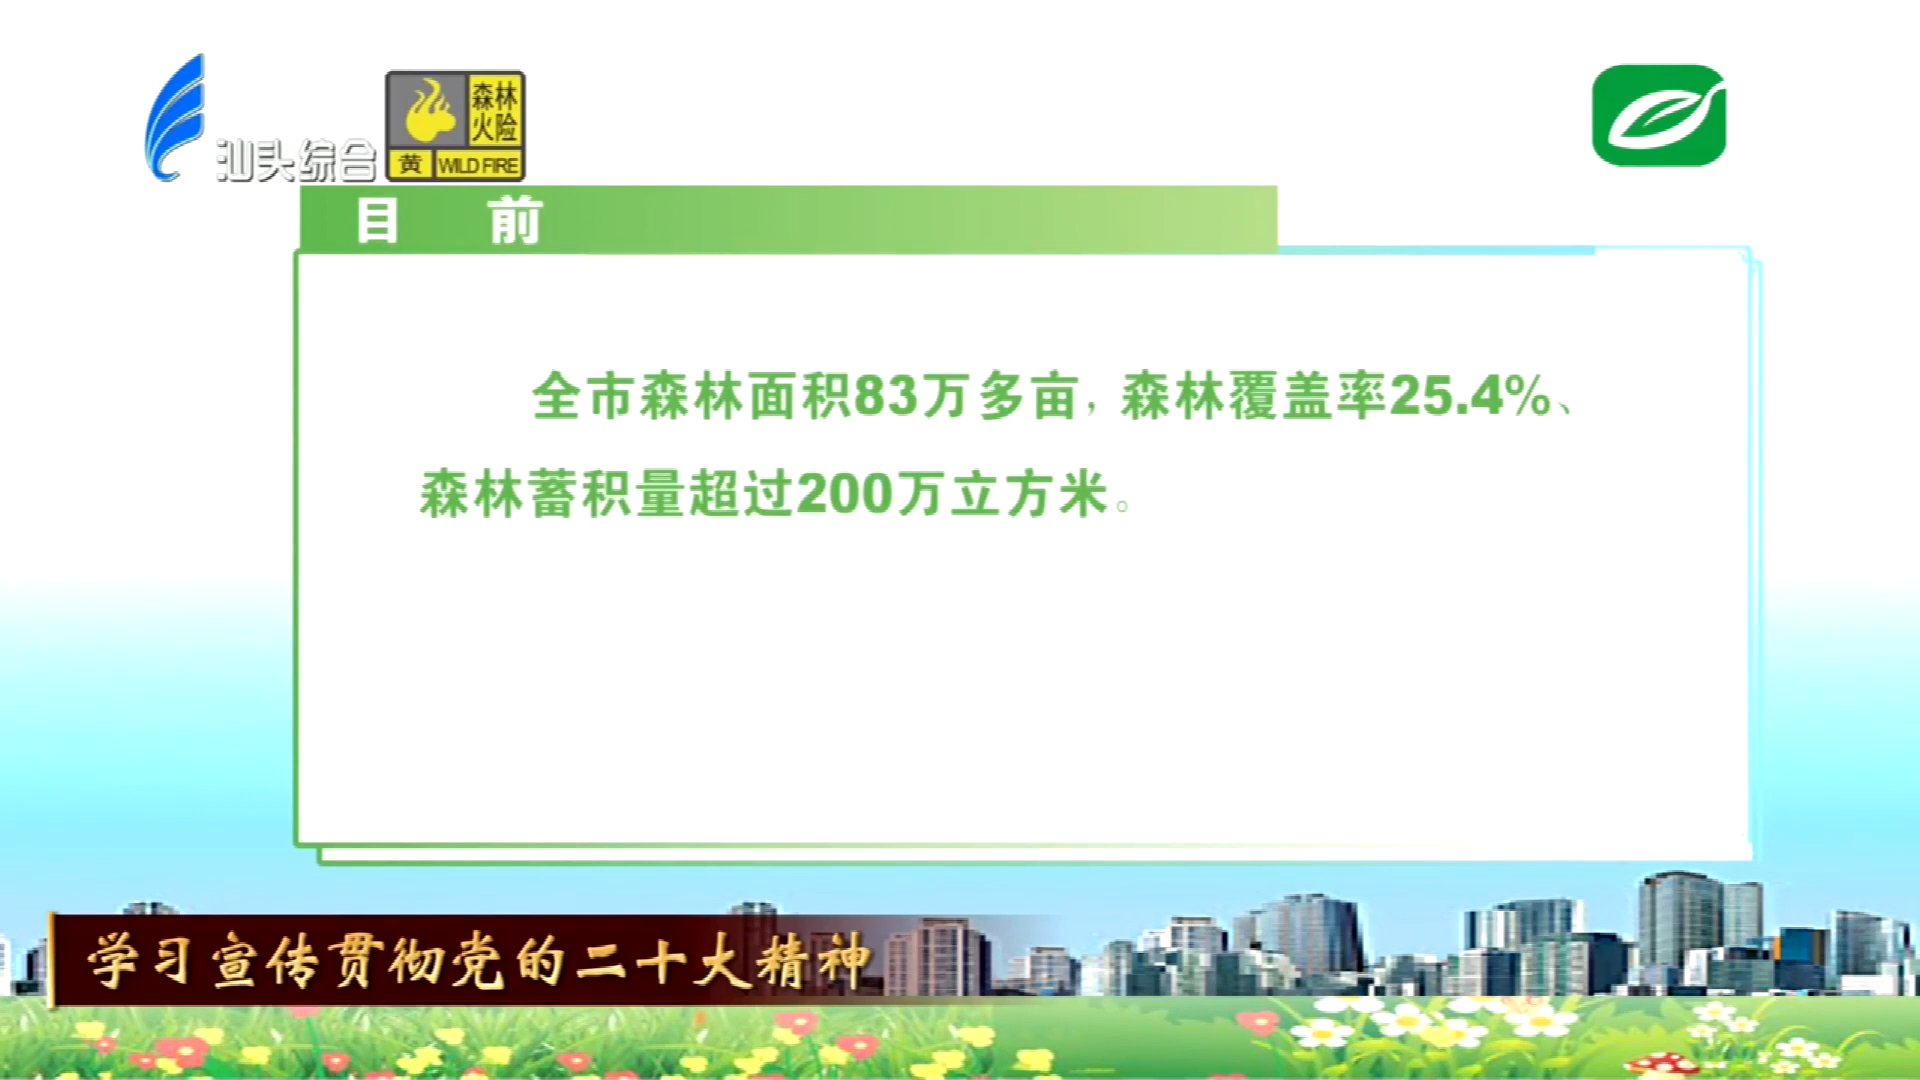 汕头综合
森林
火险
黄 WILD FIRE
目 前
全市森林面积83万多亩，森林覆盖率25.4%、
森林蓄积量超过200万立方米。
学习宣传贯彻党的二十大精神